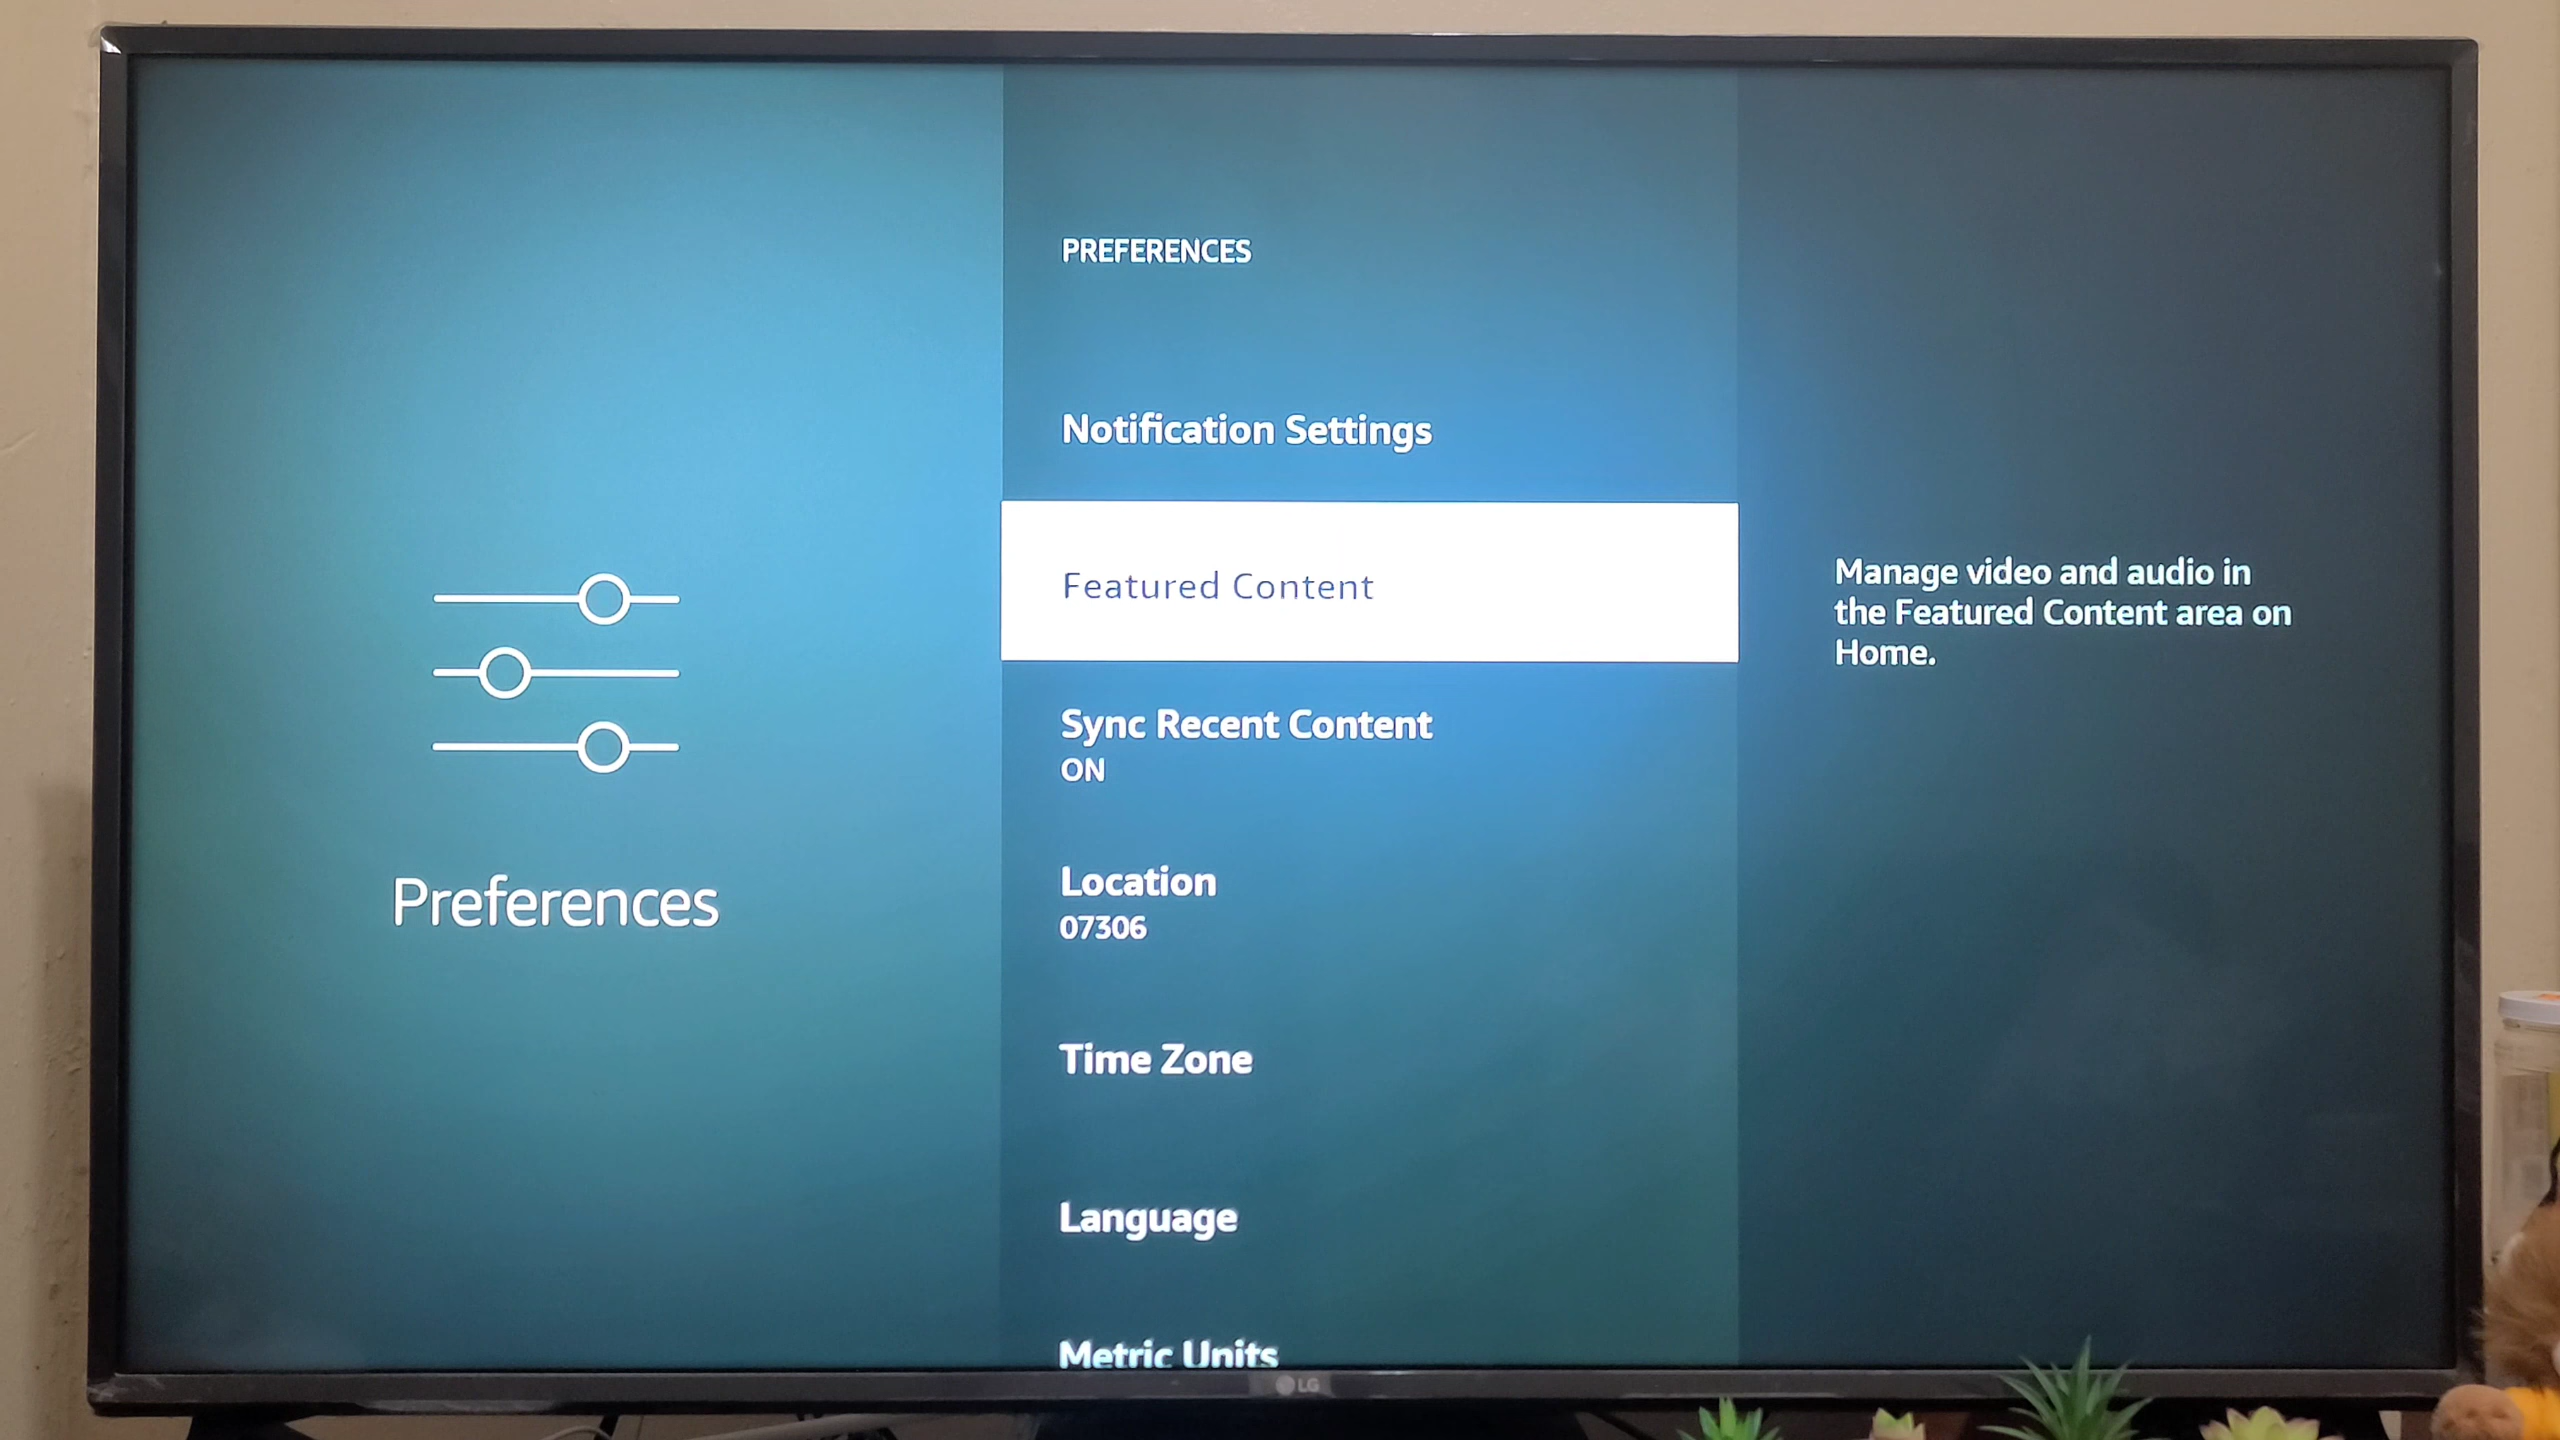 Preferences
PREFERENCES
Notification Settings
Featured Content
Sync Recent Content
ON
Location
07306
Time Zone
Language
Metric Units
Manage video and audio in
the Featured Content area on
Home.
LG